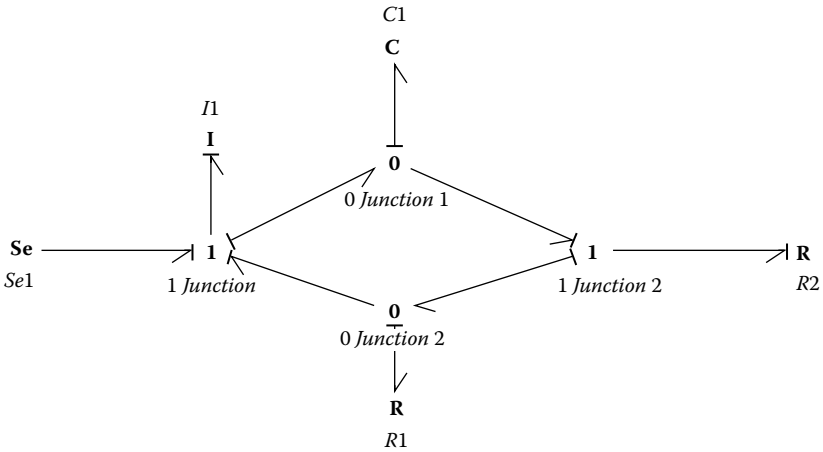 C1
C
I1
I
0
0 Junction 1
Se
1
1
R
Se1
1 Junction
1 Junction 2
R2
0
0 Junction 2
R
R1